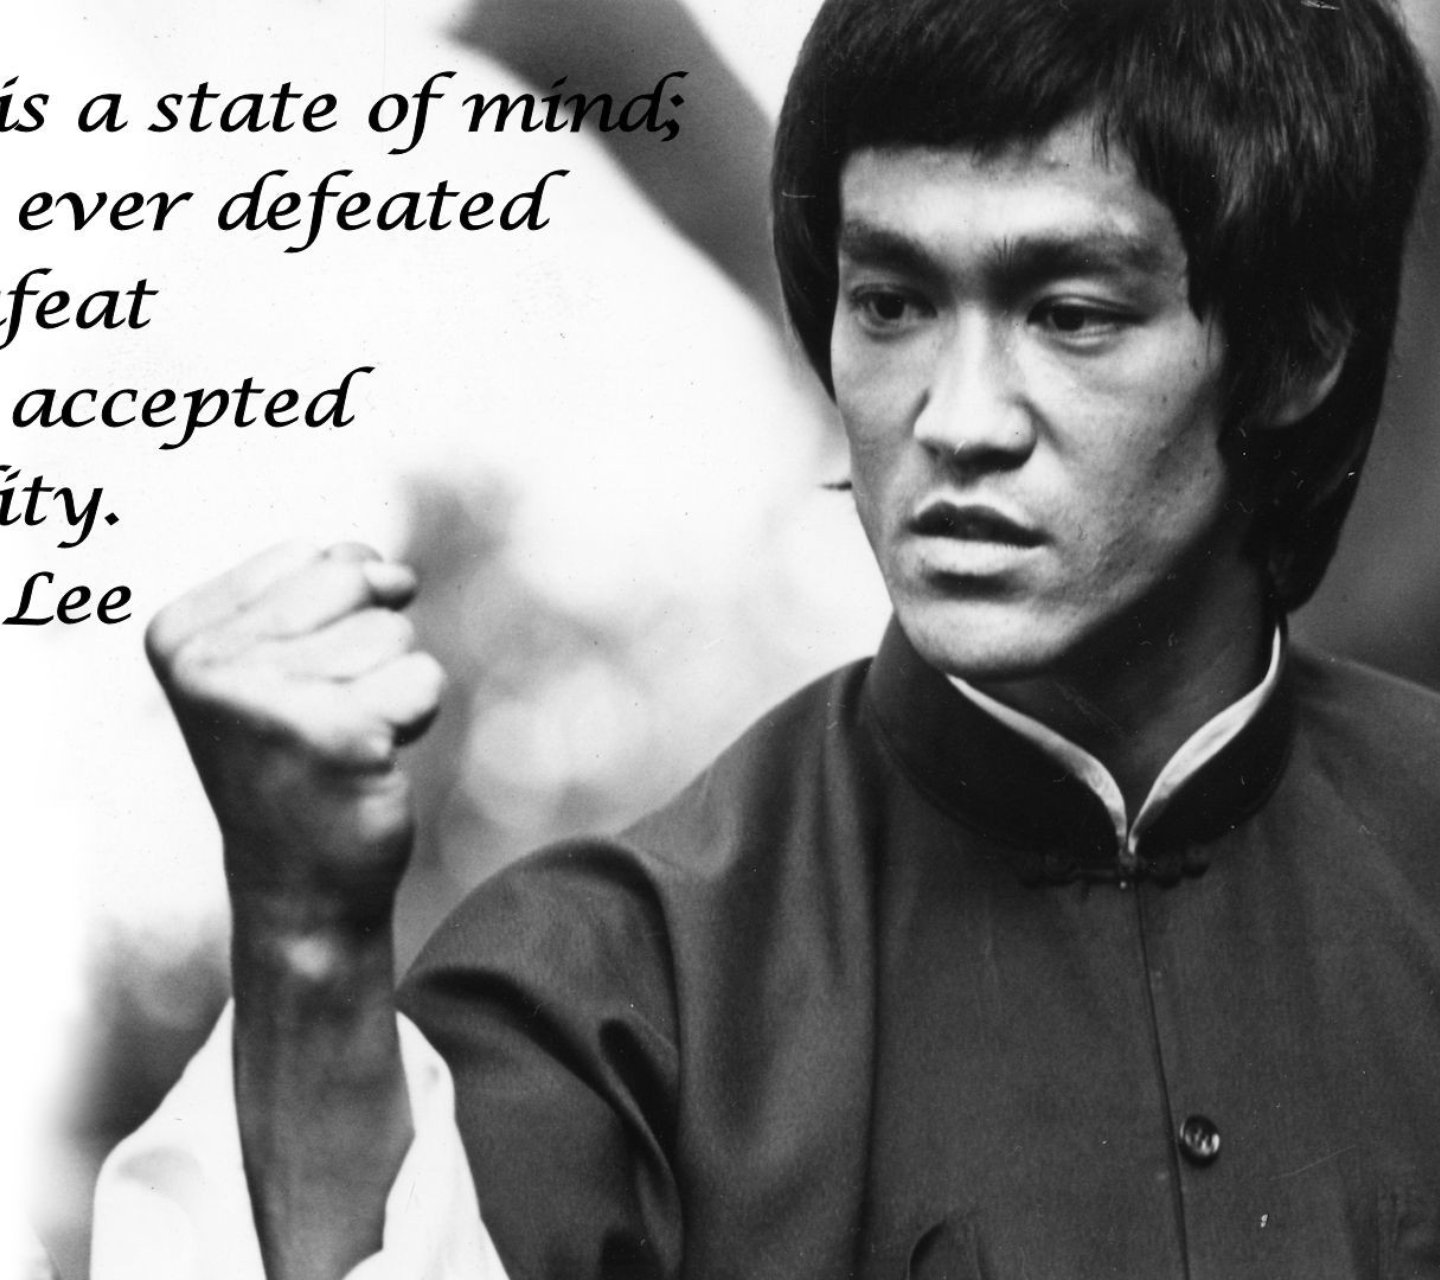 is a state of mind;
ever defeated
feat
accepted
ity.
Lee